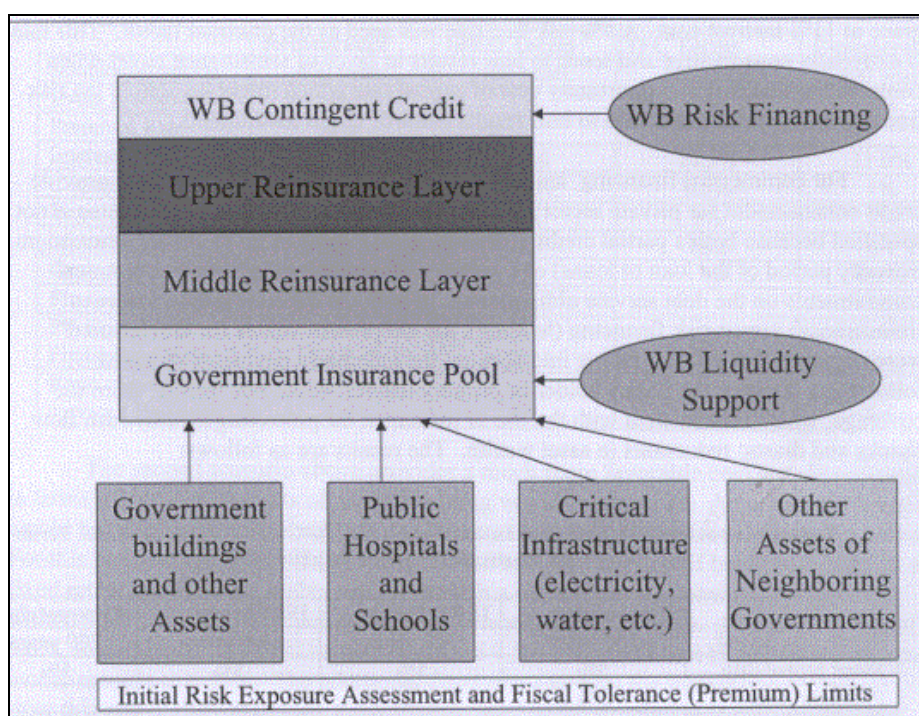 WB Contingent Credit
WB Risk Financing
Upper Reinsurance Layer
Middle Reinsurance Layer
Government Insurance Pool
WB Liquidity
Support
Government
buildings
and other
Assets
Public
Hospitals
and
Schools
Critical
Infrastructure
(electricity,
water, etc.)
Other
Assets of
Neighboring
Governments
Initial Risk Exposure Assessment and Fiscal Tolerance (Premium) Limits